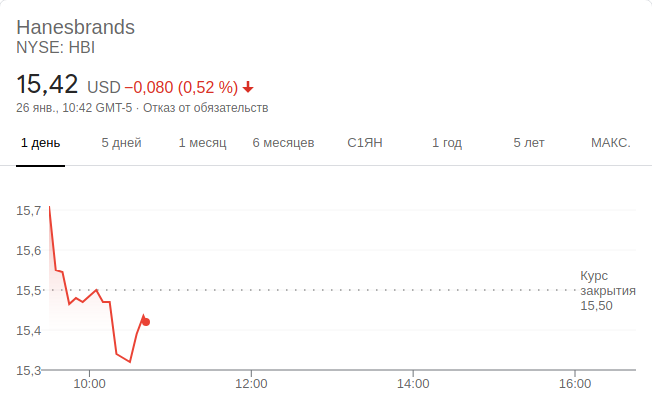 Hanesbrands
NYSE: HBI
15,42 USD −0,080 (0,52 %)
26 янв., 10:42 GMT-5 · Отказ от обязательств
1 день 5 дней 1 месяц 6 месяцев С1ЯН 1 год 5 лет МАКС.
15,7
15,6
15,5
15,4
15,3
Курс
закрытия
15,50
10:00 12:00 14:00 16:00